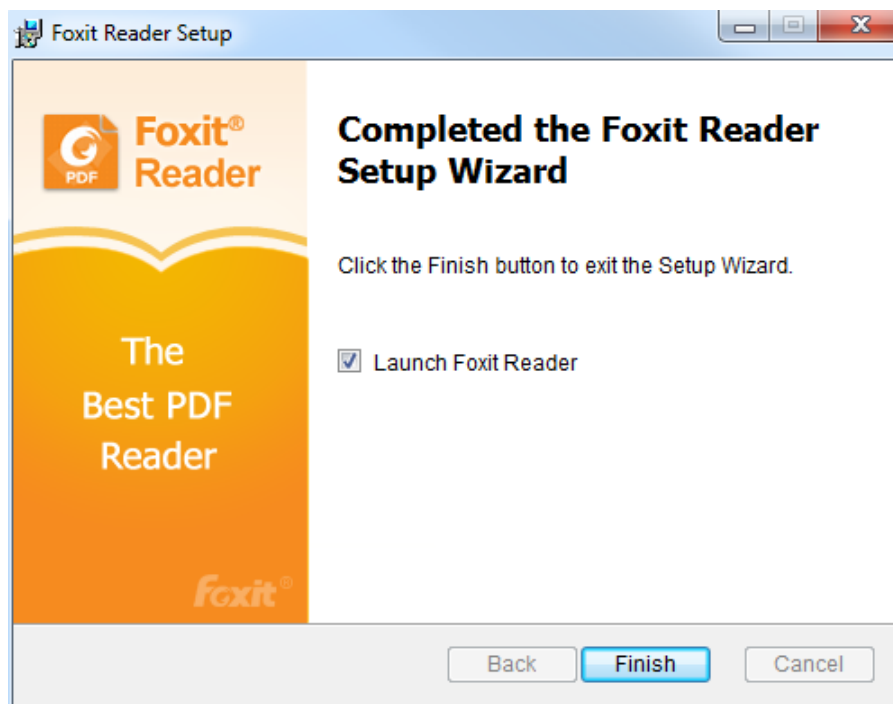 Foxit Reader Setup
Foxit®
Reader
PDF
The
Best PDF
Reader
Foxit®
Completed the Foxit Reader
Setup Wizard
Click the Finish button to exit the Setup Wizard.
Launch Foxit Reader
Back
Finish
Cancel